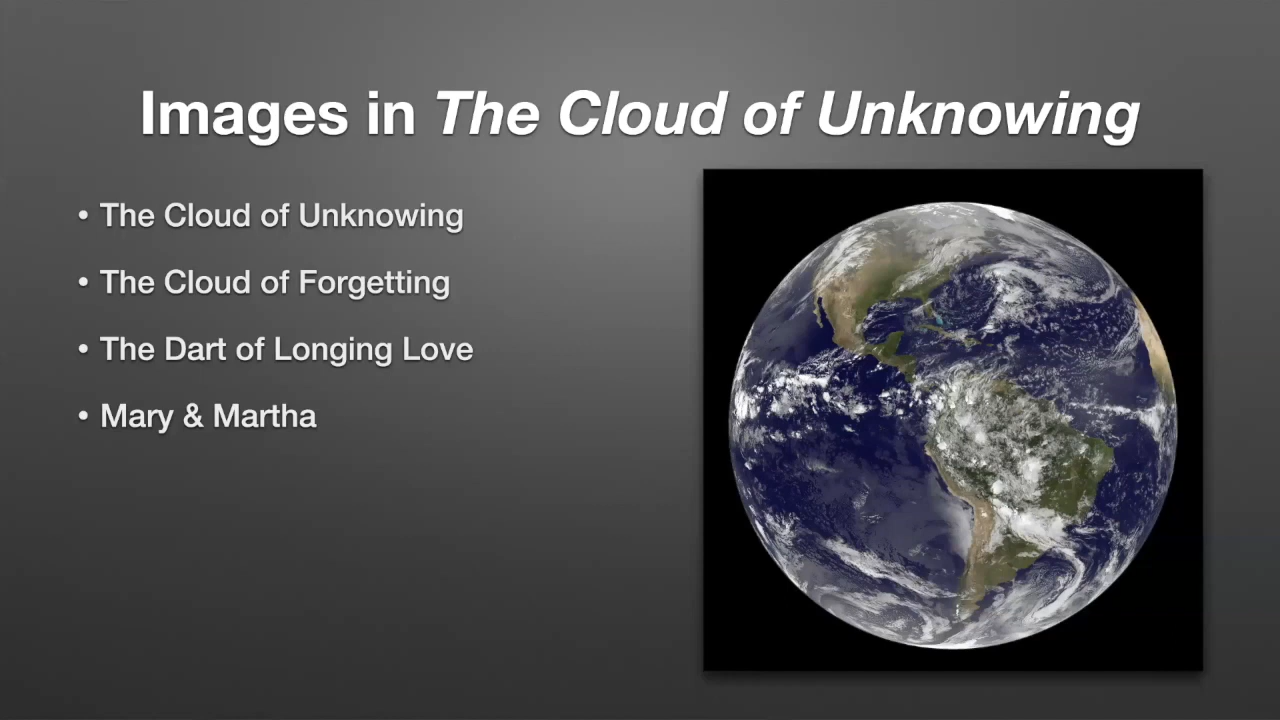 Images in The Cloud of Unknowing
• The Cloud of Unknowing
• The Cloud of Forgetting
• The Dart of Longing Love
• Mary & Martha